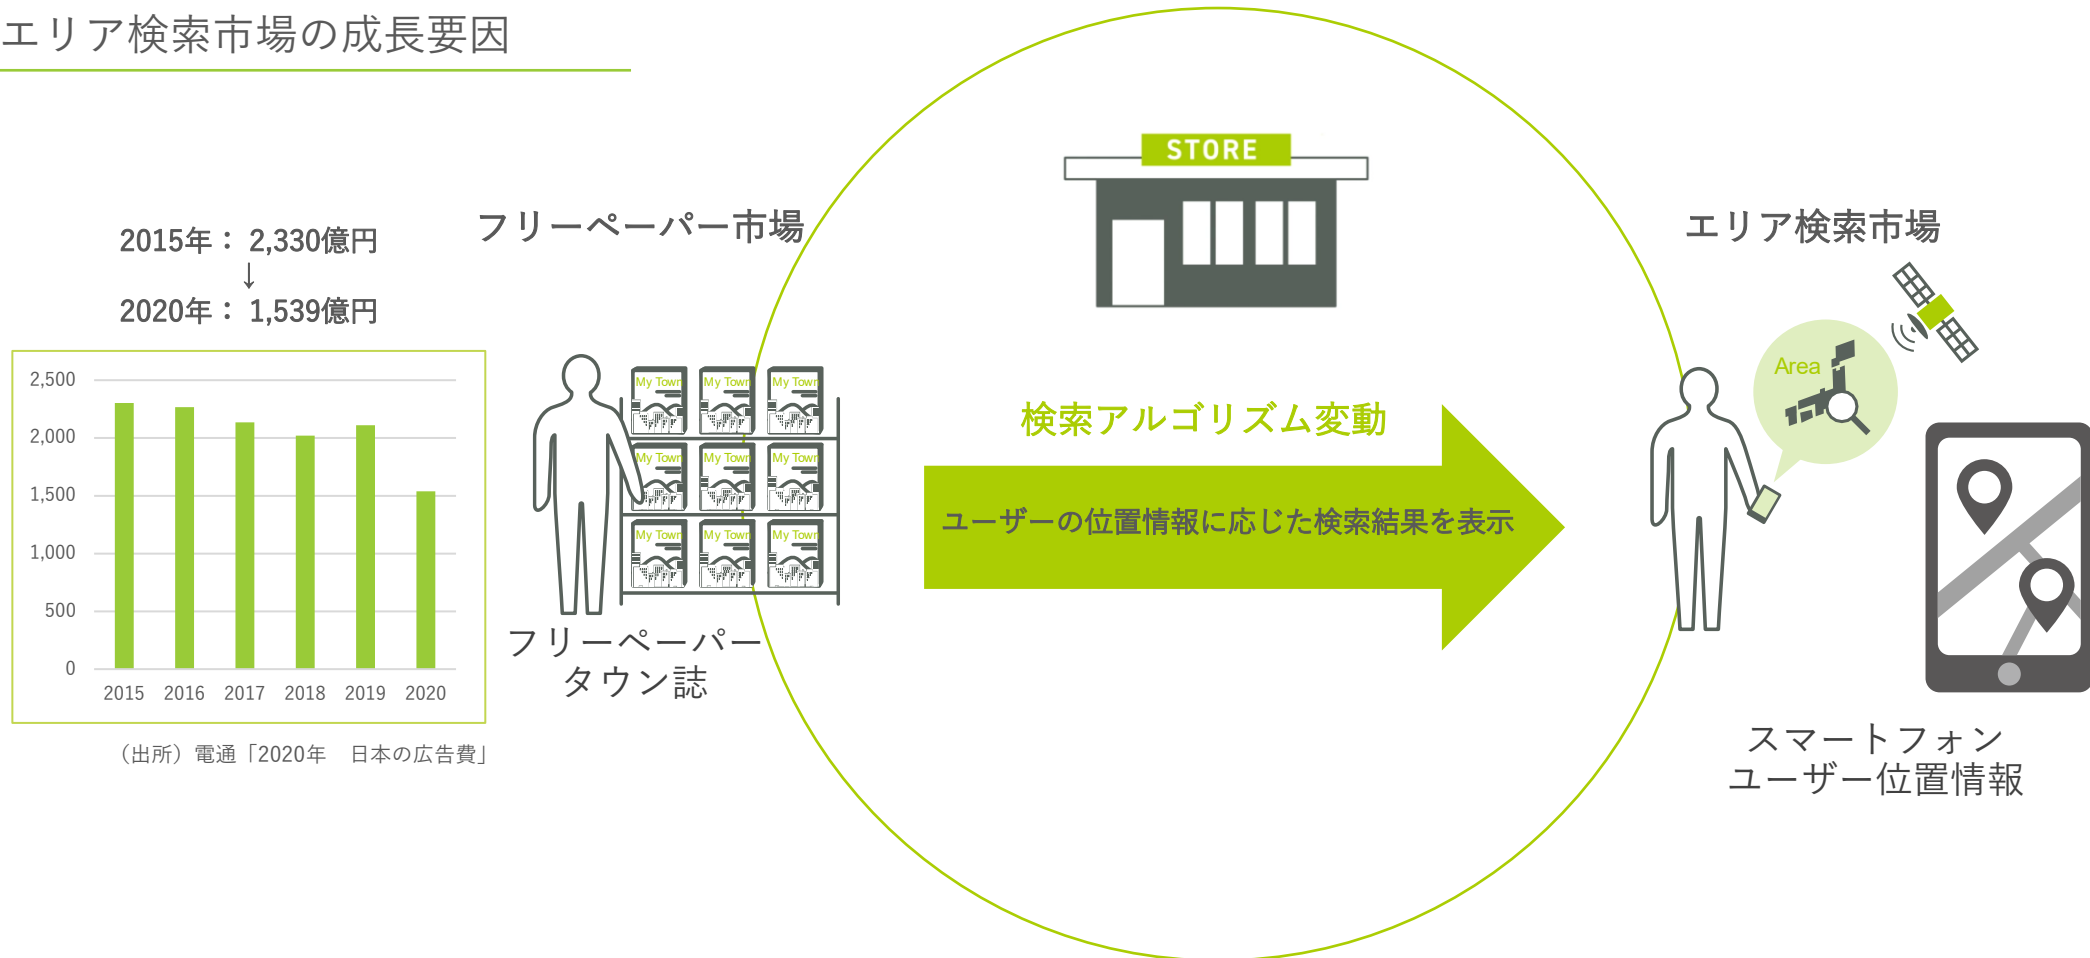 エリア検索市場の成長要因
2015年： 2,330億円
↓
2020年： 1,539億円
2,500
2,000
1,500
1,000
500
0
2015 2016 2017 2018 2019 2020
（出所）電通「2020年　日本の広告費」
フリーペーパー市場
My Town My Town My Town
My Town My Town My Town
My Town My Town My Town
フリーペーパー
タウン誌
STORE
検索アルゴリズム変動
ユーザーの位置情報に応じた検索結果を表示
エリア検索市場
Area
スマートフォン
ユーザー位置情報